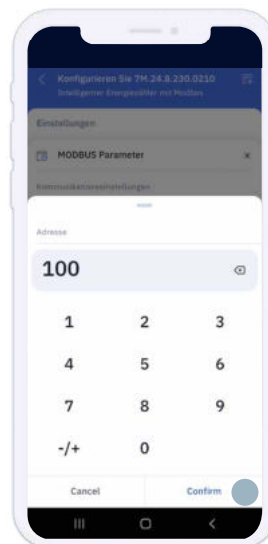 Konfigurieren Sie 7M.24.8.230.0210
Intelligenter Energiezähler mit Modbus
Einstellungen
MODBUS Parameter x
Kommunikationseinstellungen
Adresse
100
1 2 3
4 5 6
7 8 9
-/+ 0
Cancel Confirm